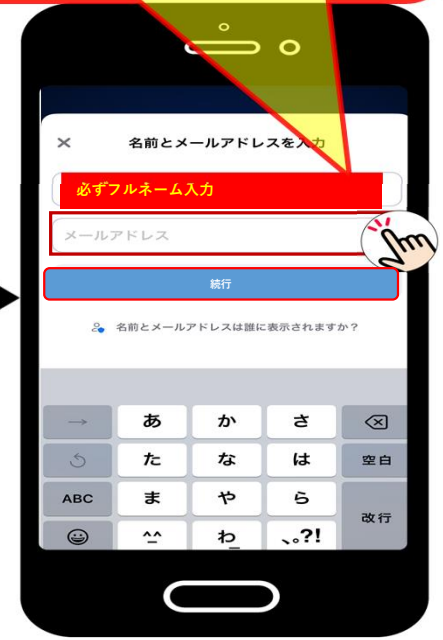 × 名前とメールアドレスを入力
必ずフルネーム入力
メールアドレス
続行
名前とメールアドレスは誰に表示されますか？
→ あ か さ
た な は 空白
ABC ま や ら
改行
^^ わ 、。?!